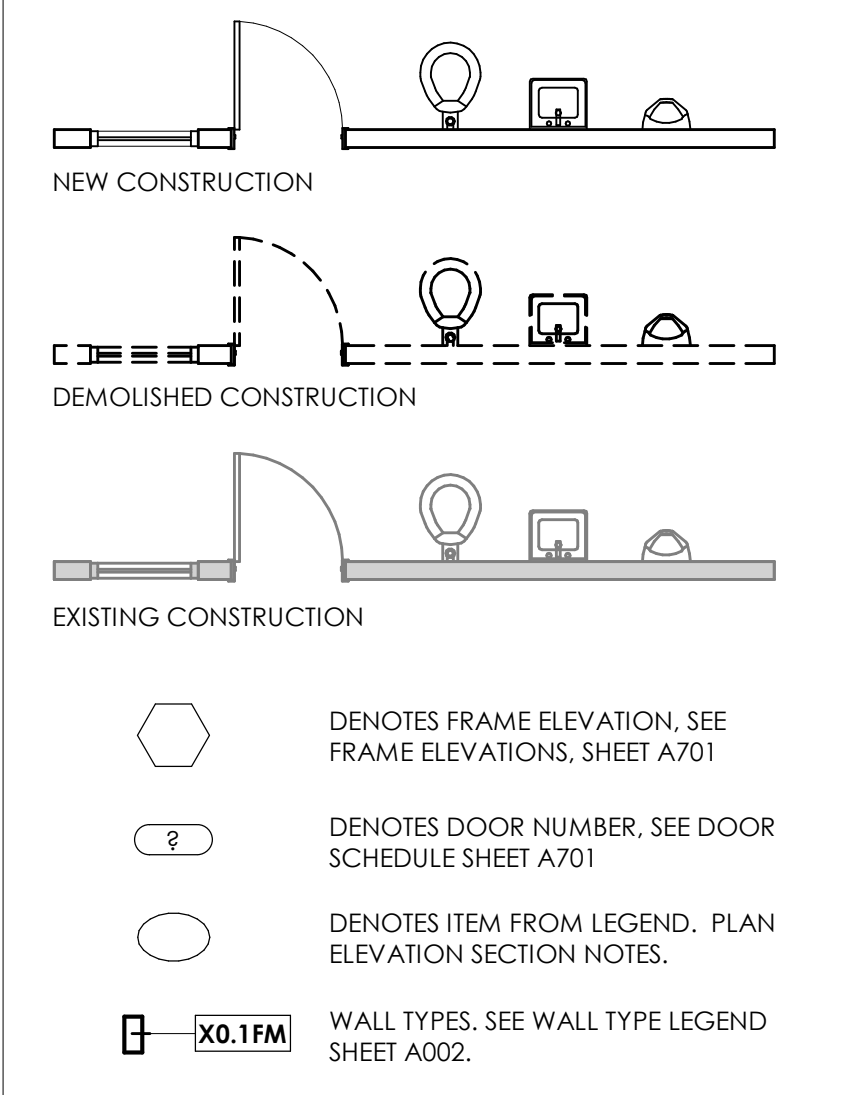 NEW CONSTRUCTION
DEMOLISHED CONSTRUCTION
EXISTING CONSTRUCTION
DENOTES FRAME ELEVATION, SEE
FRAME ELEVATIONS, SHEET A701
?
DENOTES DOOR NUMBER, SEE DOOR
SCHEDULE SHEET A701
DENOTES ITEM FROM LEGEND.  PLAN
ELEVATION SECTION NOTES.
X0.1FM
WALL TYPES. SEE WALL TYPE LEGEND
SHEET A002.